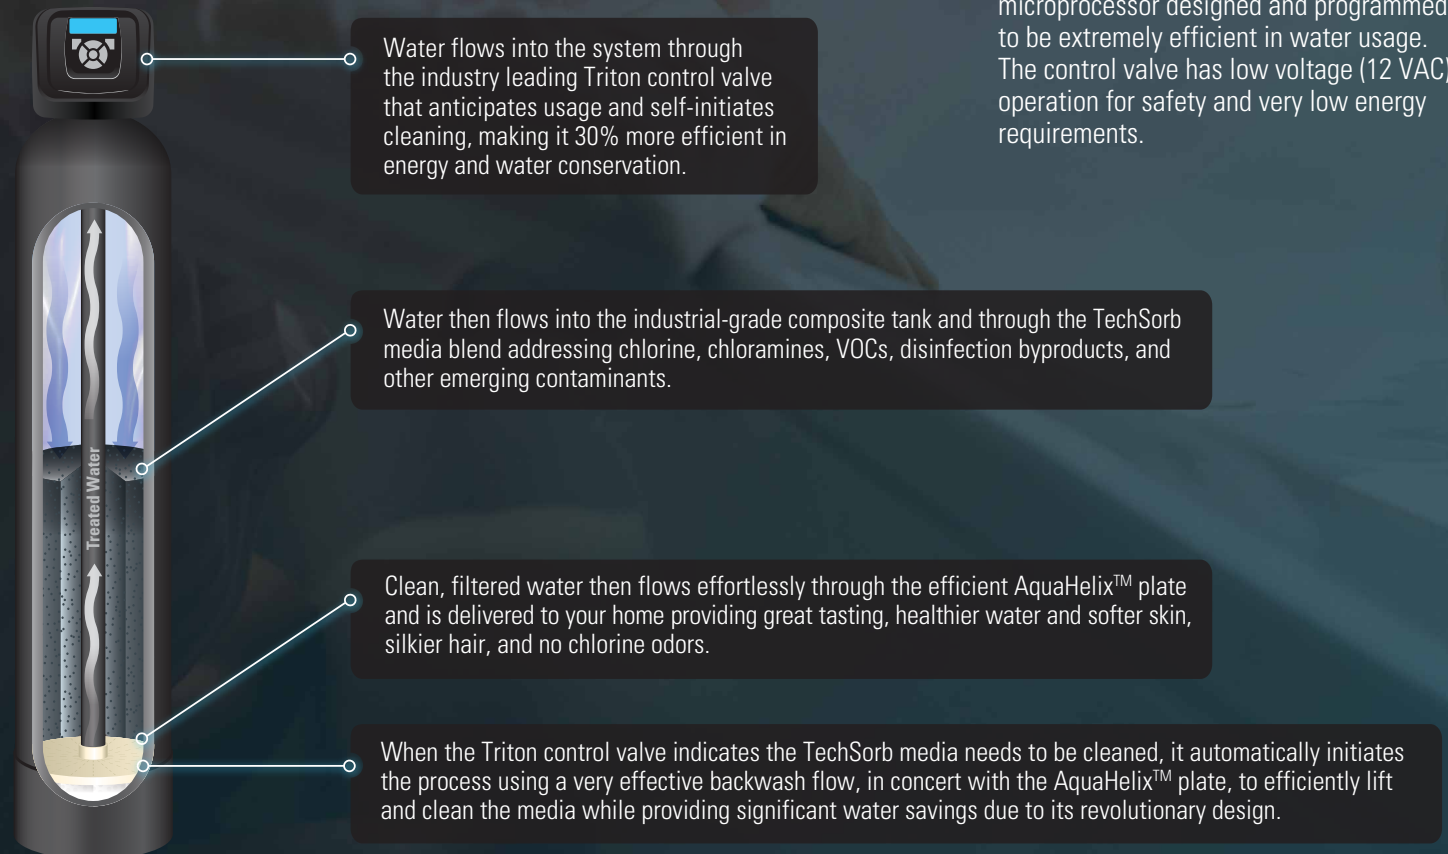 microprocessor designed and programmed
to be extremely efficient in water usage.
The control valve has low voltage (12 VAC)
operation for safety and very low energy
requirements.
Water flows into the system through
the industry leading Triton control valve
that anticipates usage and self-initiates
cleaning, making it 30% more efficient in
energy and water conservation.
Water then flows into the industrial-grade composite tank and through the TechSorb
media blend addressing chlorine, chloramines, VOCs, disinfection byproducts, and
other emerging contaminants.
Treated Water
Clean, filtered water then flows effortlessly through the efficient AquaHelix™ plate
and is delivered to your home providing great tasting, healthier water and softer skin,
silkier hair, and no chlorine odors.
When the Triton control valve indicates the TechSorb media needs to be cleaned, it automatically initiates
the process using a very effective backwash flow, in concert with the AquaHelix™ plate, to efficiently lift
and clean the media while providing significant water savings due to its revolutionary design.